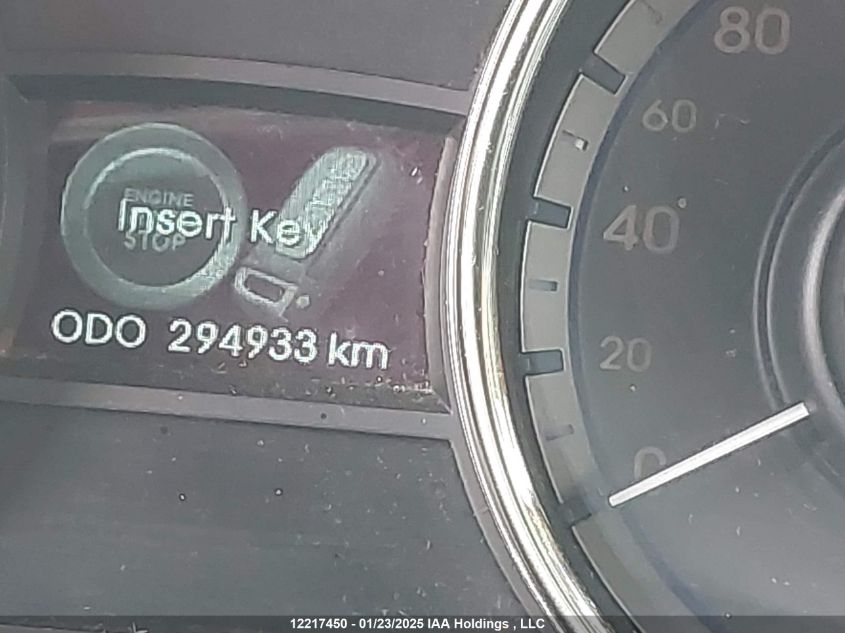 ENGINE
Insert Key
STOP
ODO 294933 km
80
60
40
20
0
12217450 - 01/23/2025 IAA Holdings , LLC